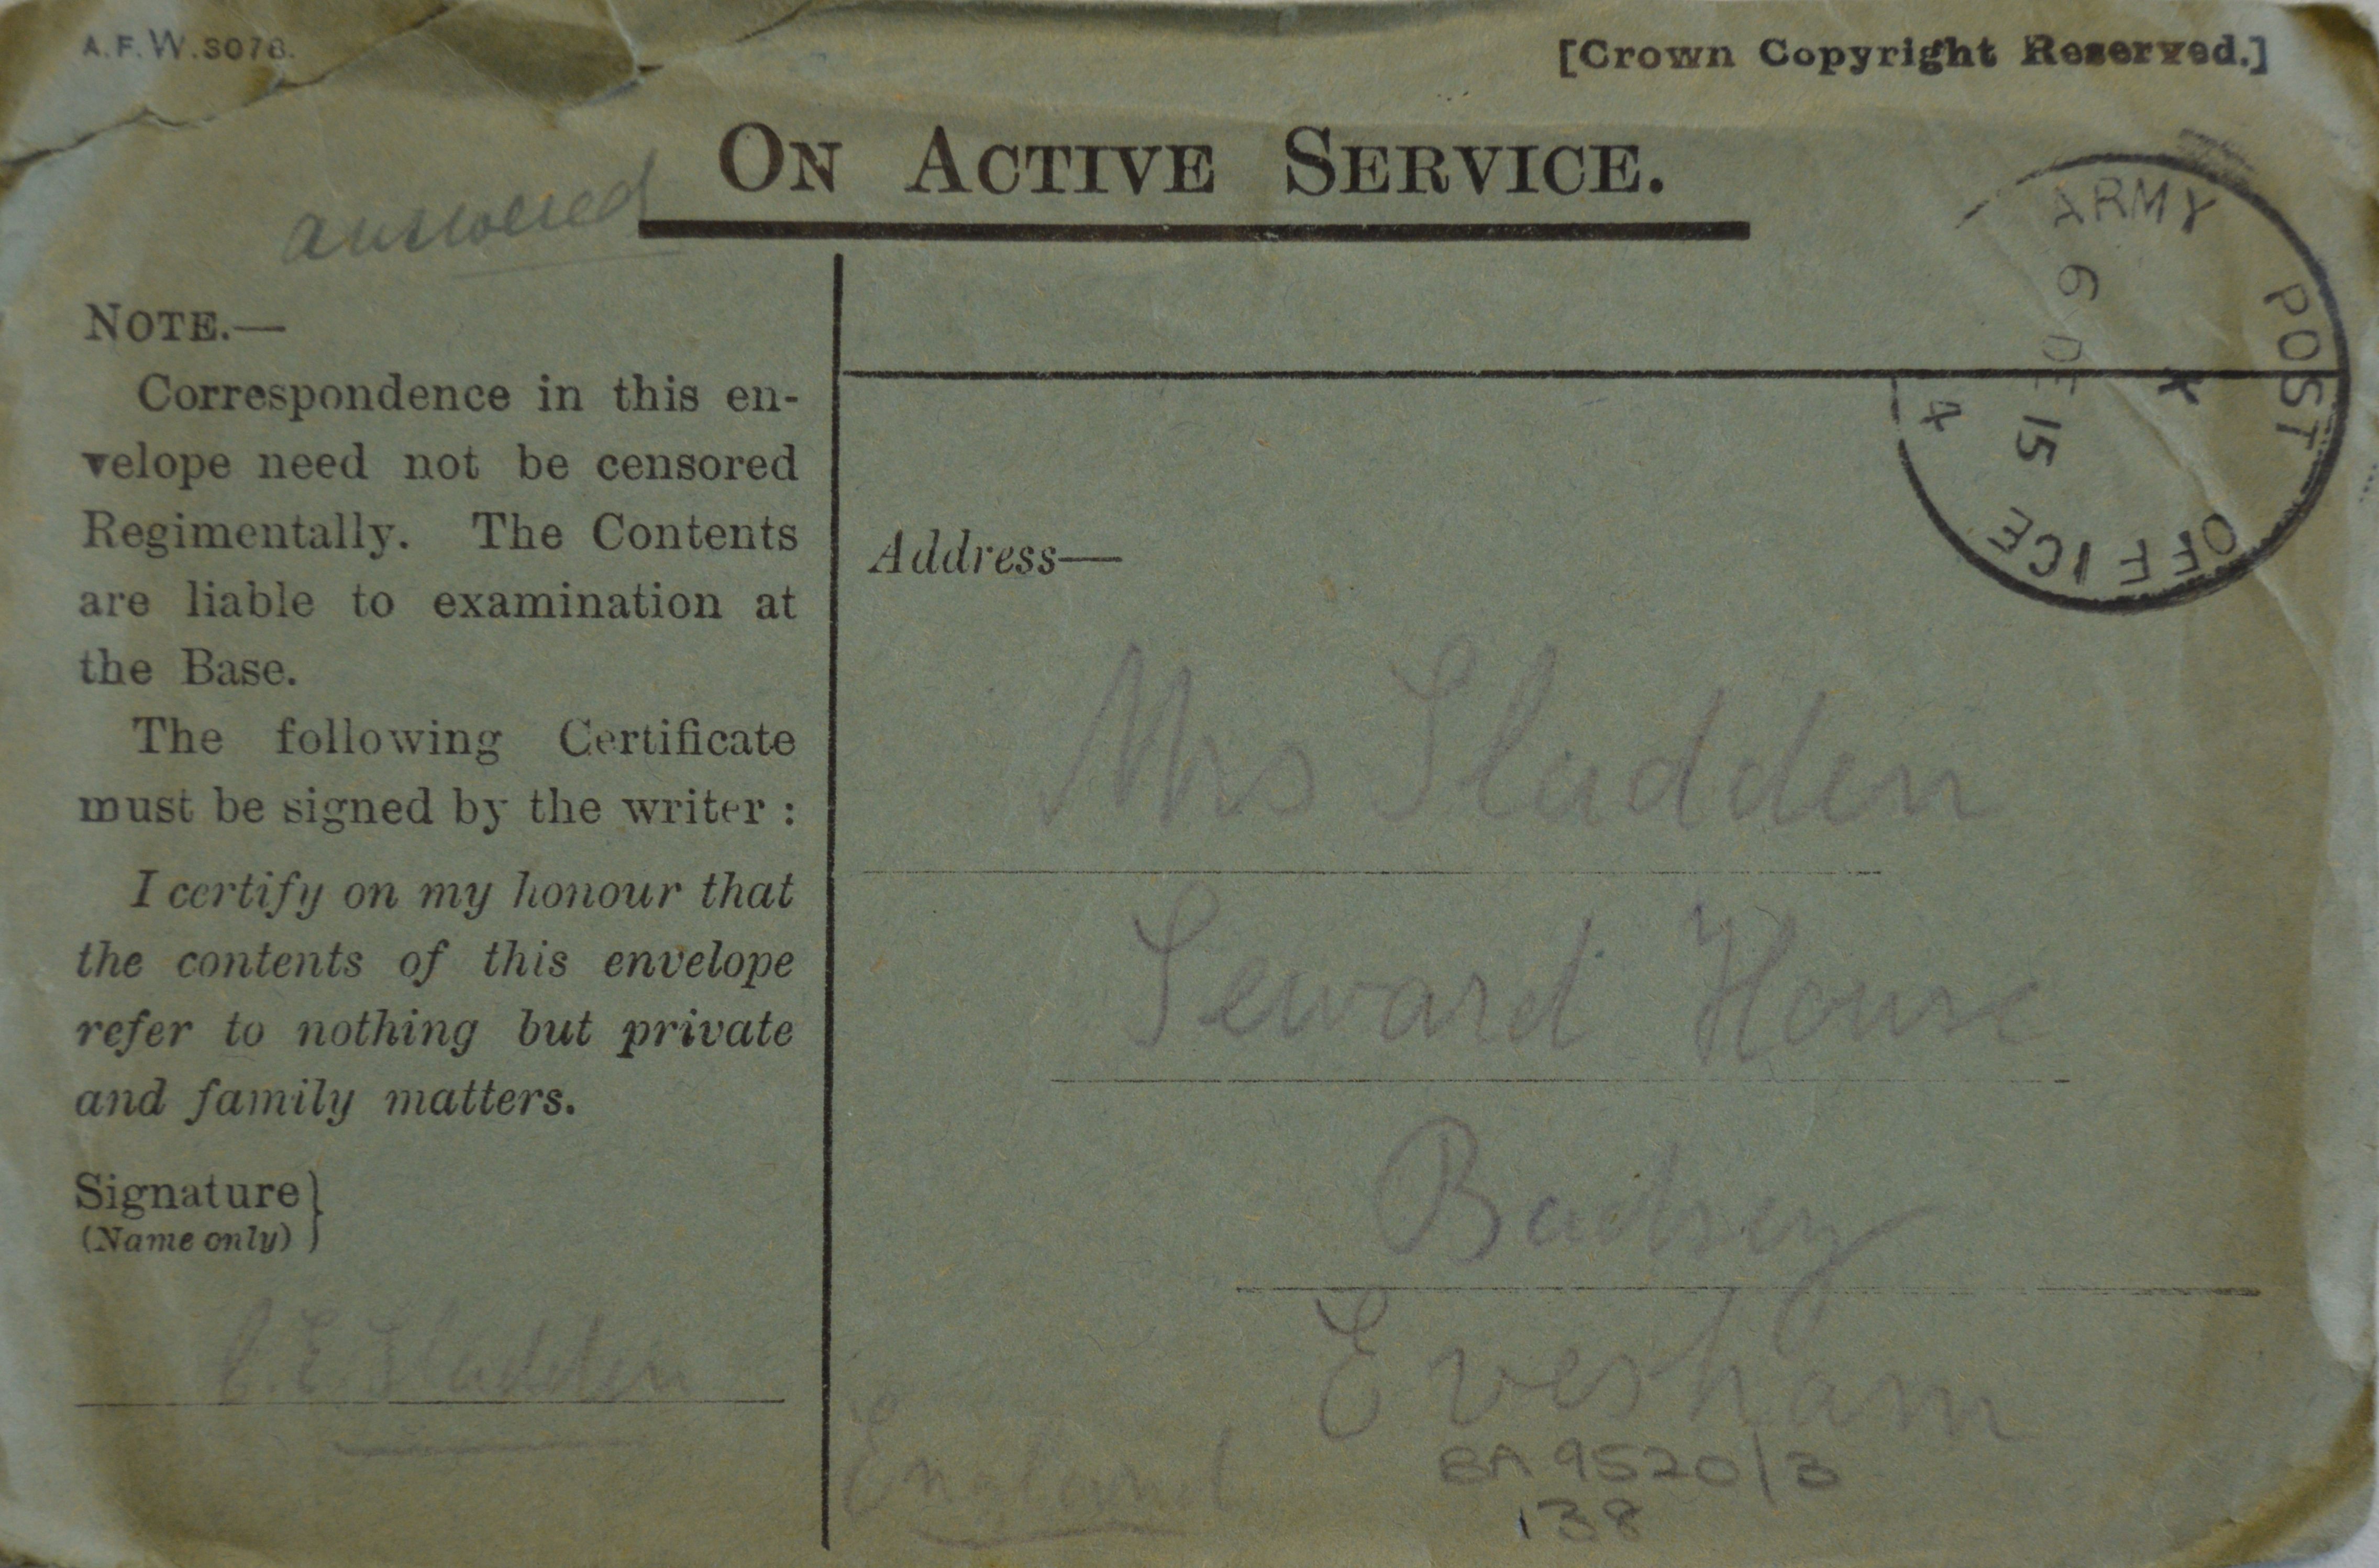 A.F.W.3078.
[Crown Copyright Reserved.]
ON ACTIVE SERVICE.
answered
NOTE.—
Correspondence in this en-
velope need not be censored
Regimentally. The Contents
are liable to examination at
the Base.
The following Certificate
must be signed by the writer :
I certify on my honour that
the contents of this envelope
refer to nothing but private
and family matters.
Signature
(Name only)
C. E. Sladden
ARMY POST OFFICE 4
X
6 DE 15
Address—
Mrs Sladden
Seward House
Badsey
Evesham
England
BA 9520/3
138